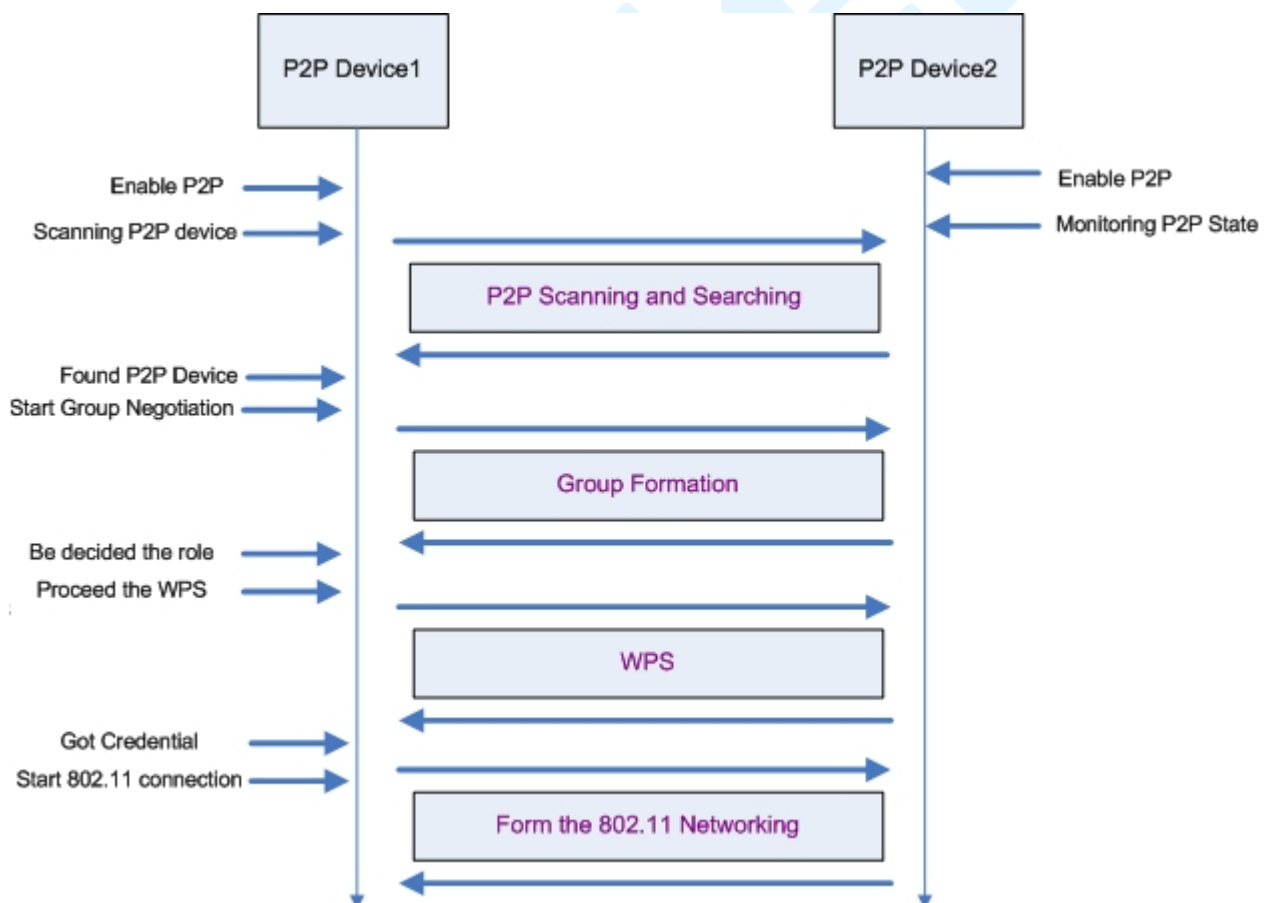 P2P Device1
P2P Device2
Enable P2P
Enable P2P
Scanning P2P device
Monitoring P2P State
P2P Scanning and Searching
Found P2P Device
Start Group Negotiation
Group Formation
Be decided the role
Proceed the WPS
WPS
Got Credential
Start 802.11 connection
Form the 802.11 Networking